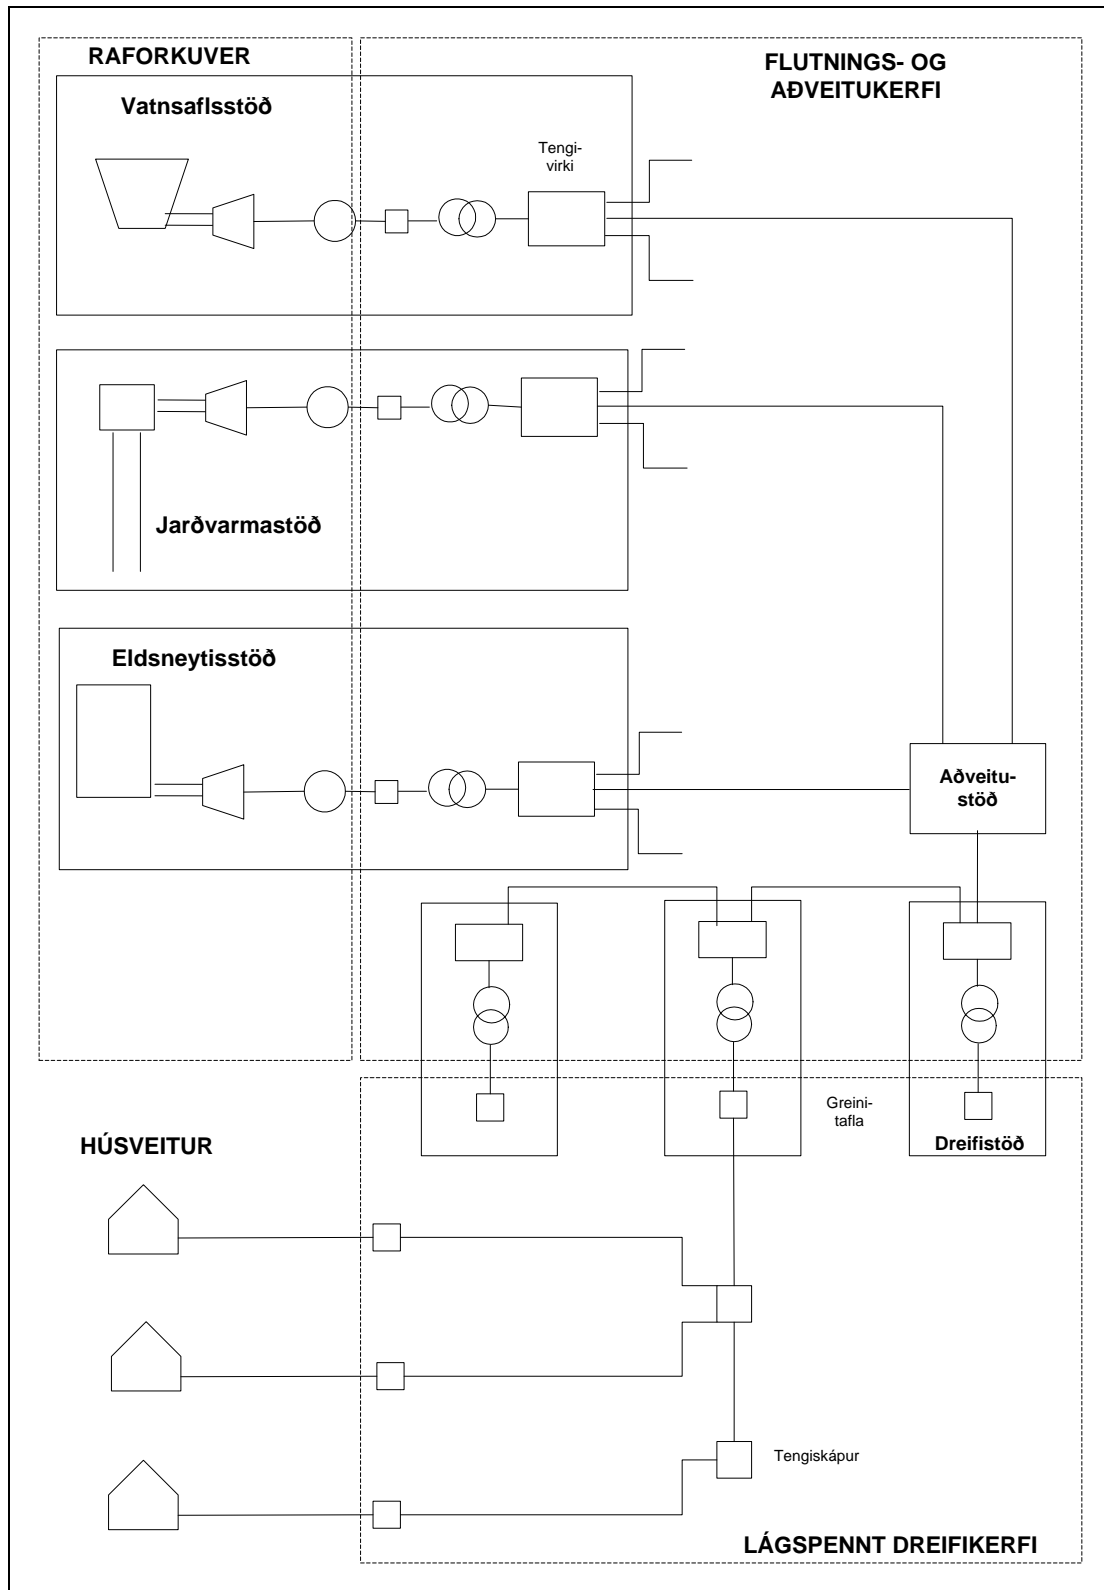 RAFORKUVER
FLUTNINGS- OG
AÐVEITUKERFI
Vatnsaflsstöð
Tengi-
virki
Jarðvarmastöð
Eldsneytisstöð
Aðveitu-
stöð
Greini-
tafla
Dreifistöð
HÚSVEITUR
Tengiskápur
LÁGSPENNT DREIFIKERFI